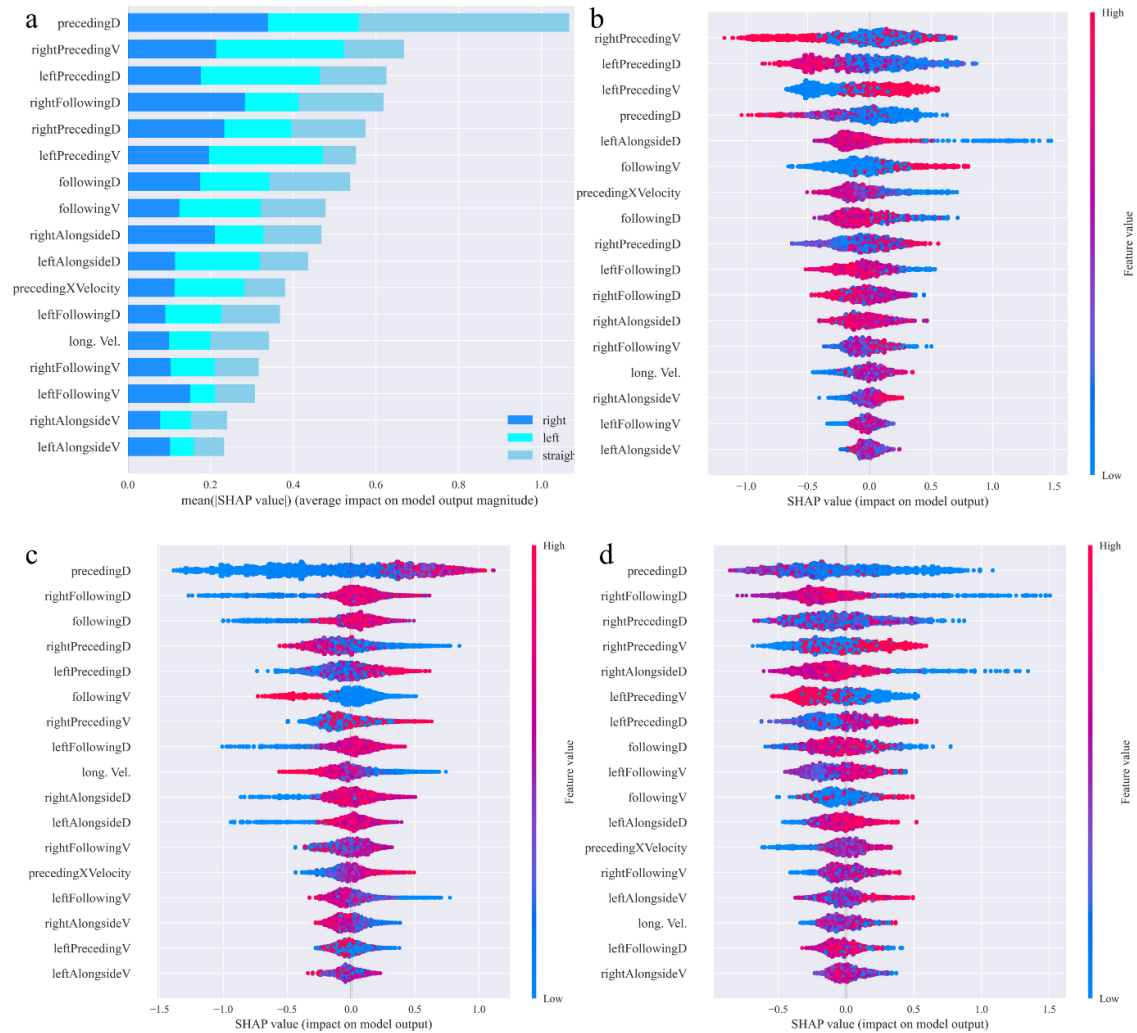 a
precedingD
rightPrecedingV
leftPrecedingD
rightFollowingD
rightPrecedingD
leftPrecedingV
followingD
followingV
rightAlongsideD
leftAlongsideD
precedingXVelocity
leftFollowingD
long. Vel.
rightFollowingV
leftFollowingV
rightAlongsideV
leftAlongsideV
right
left
straigh
0.0 0.2 0.4 0.6 0.8 1.0
mean(|SHAP value|) (average impact on model output magnitude)
b
High
rightPrecedingV
leftPrecedingD
leftPrecedingV
precedingD
leftAlongsideD
followingV
precedingXVelocity
followingD
rightPrecedingD
leftFollowingD
rightFollowingD
rightAlongsideD
rightFollowingV
long. Vel.
rightAlongsideV
leftFollowingV
leftAlongsideV
Feature value
Low
−1.0 −0.5 0.0 0.5 1.0 1.5
SHAP value (impact on model output)
c
High
precedingD
rightFollowingD
followingD
rightPrecedingD
leftPrecedingD
followingV
rightPrecedingV
leftFollowingD
long. Vel.
rightAlongsideD
leftAlongsideD
rightFollowingV
precedingXVelocity
leftFollowingV
rightAlongsideV
leftPrecedingV
leftAlongsideV
Feature value
Low
−1.5 −1.0 −0.5 0.0 0.5 1.0
SHAP value (impact on model output)
d
High
precedingD
rightFollowingD
rightPrecedingD
rightPrecedingV
rightAlongsideD
leftPrecedingV
leftPrecedingD
followingD
leftFollowingV
followingV
leftAlongsideD
precedingXVelocity
rightFollowingV
leftAlongsideV
long. Vel.
leftFollowingD
rightAlongsideV
Feature value
Low
−0.5 0.0 0.5 1.0 1.5
SHAP value (impact on model output)